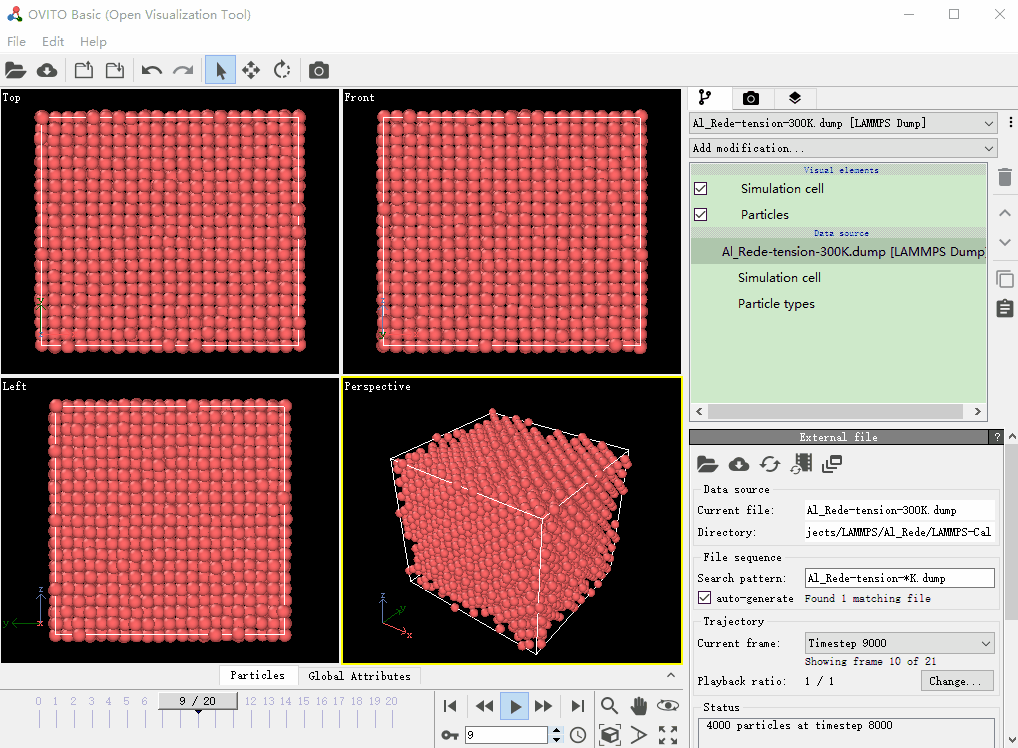 OVITO Basic (Open Visualization Tool)
File Edit Help
Top
Front
Left
Perspective
y
z
z
y
x
z
y
x
Al_Rede-tension-300K.dump [LAMMPS Dump]
Add modification...
Visual elements
Simulation cell
Particles
Data source
Al_Rede-tension-300K.dump [LAMMPS Dump]
Simulation cell
Particle types
External file ?
Data source
Current file: Al_Rede-tension-300K.dump
Directory: jects/LAMMPS/Al_Rede/LAMMPS-Cal
File sequence
Search pattern: Al_Rede-tension-*K.dump
auto-generate Found 1 matching file
Trajectory
Current frame: Timestep 9000
Showing frame 10 of 21
Playback ratio: 1 / 1 Change...
Status
4000 particles at timestep 8000
Particles Global Attributes
0 1 2 3 4 5 6 9 / 20 12 13 14 15 16 17 18 19 20
9